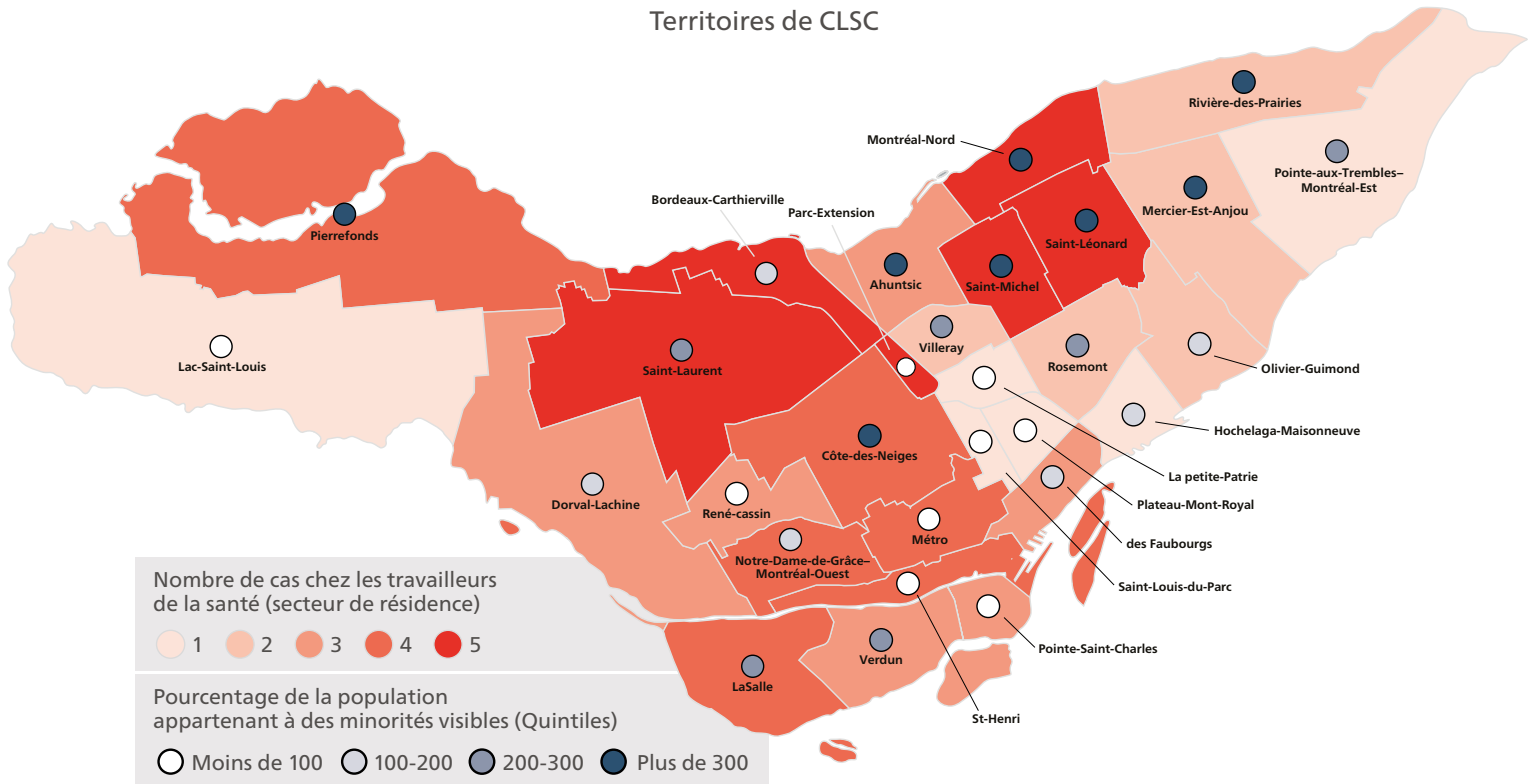 Territoires de CLSC
Rivière-des-Prairies
Montréal-Nord
Pointe-aux-Trembles–
Montréal-Est
Bordeaux-Carthierville
Parc-Extension
Mercier-Est-Anjou
Pierrefonds
Saint-Léonard
Ahuntsic
Saint-Michel
Villeray
Lac-Saint-Louis
Saint-Laurent
Rosemont
Olivier-Guimond
Hochelaga-Maisonneuve
Côte-des-Neiges
La petite-Patrie
Dorval-Lachine
René-cassin
Plateau-Mont-Royal
Métro
des Faubourgs
Notre-Dame-de-Grâce–
Montréal-Ouest
Saint-Louis-du-Parc
Pointe-Saint-Charles
Verdun
LaSalle
St-Henri
Nombre de cas chez les travailleurs
de la santé (secteur de résidence)
1 2 3 4 5
Pourcentage de la population
appartenant à des minorités visibles (Quintiles)
Moins de 100 100-200 200-300 Plus de 300